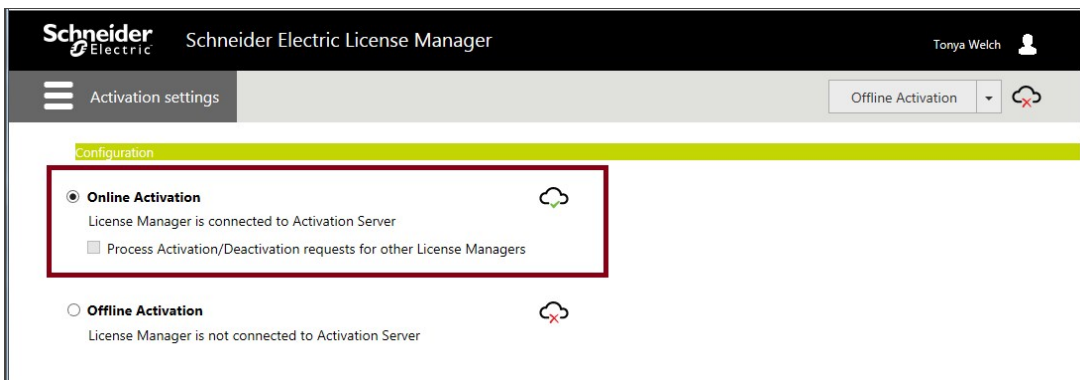 Schneider Electric
Schneider Electric License Manager
Tonya Welch
Activation settings
Offline Activation
Configuration
Online Activation
License Manager is connected to Activation Server
Process Activation/Deactivation requests for other License Managers
Offline Activation
License Manager is not connected to Activation Server